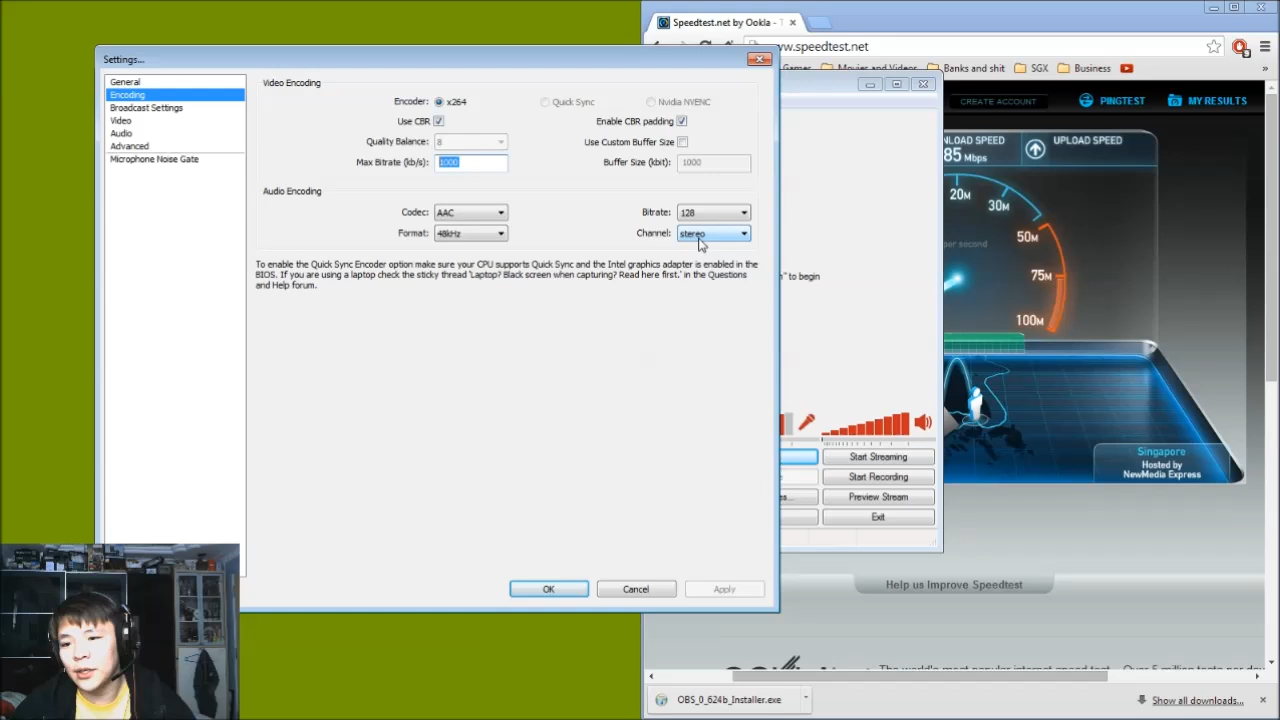 Speedtest.net by Ookla - T
ww.speedtest.net
Games
Movies and Videos
Banks and shit
SGX
Business
»
CREATE ACCOUNT
PINGTEST
MY RESULTS
NLOAD SPEED
85 Mbps
UPLOAD SPEED
20M
30M
50M
75M
100M
per second
Singapore
Hosted by
NewMedia Express
Help us Improve Speedtest
Settings...
General
Encoding
Broadcast Settings
Video
Audio
Advanced
Microphone Noise Gate
Video Encoding
Encoder: x264 Quick Sync Nvidia NVENC
Use CBR Enable CBR padding
Quality Balance: 8 Use Custom Buffer Size
Max Bitrate (kb/s): 1000 Buffer Size (kbit): 1000
Audio Encoding
Codec: AAC Bitrate: 128
Format: 48kHz Channel: stereo
To enable the Quick Sync Encoder option make sure your CPU supports Quick Sync and the Intel graphics adapter is enabled in the
BIOS. If you are using a laptop check the sticky thread 'Laptop? Black screen when capturing? Read here first.' in the Questions
and Help forum.
OK Cancel Apply
" to begin
Start Streaming
Start Recording
Preview Stream
Exit
OBS_0_624b_Installer.exe
Show all downloads...